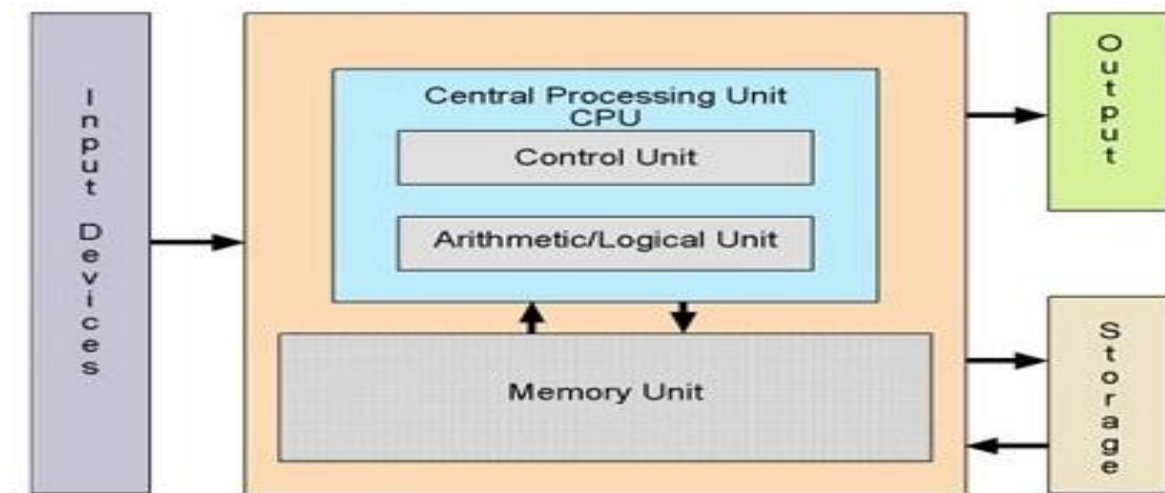 Input Devices
Central Processing Unit
CPU
Control Unit
Arithmetic/Logical Unit
Memory Unit
Output
Storage